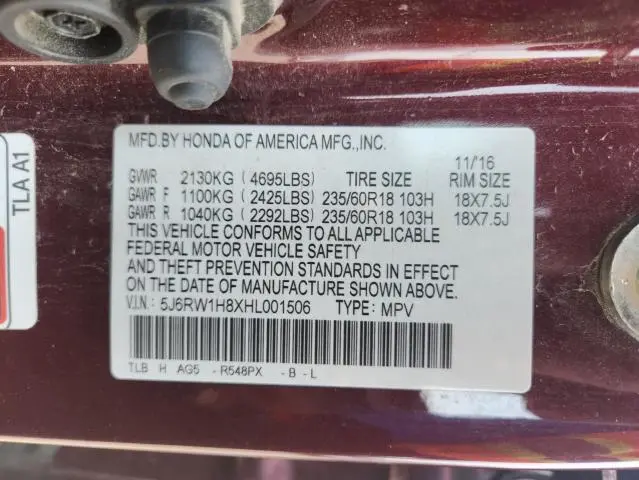 MFD.BY HONDA OF AMERICA MFG.,INC.
11/16
GVWR 2130KG ( 4695LBS) TIRE SIZE RIM SIZE
GAWR F 1100KG ( 2425LBS) 235/60R18 103H 18X7.5J
GAWR R 1040KG ( 2292LBS) 235/60R18 103H 18X7.5J
THIS VEHICLE CONFORMS TO ALL APPLICABLE
FEDERAL MOTOR VEHICLE SAFETY
AND THEFT PREVENTION STANDARDS IN EFFECT
ON THE DATE OF MANUFACTURE SHOWN ABOVE.
V.I.N.: 5J6RW1H8XHL001506 TYPE: MPV
TLB H AG5 -R548PX -B-L
TLA A1